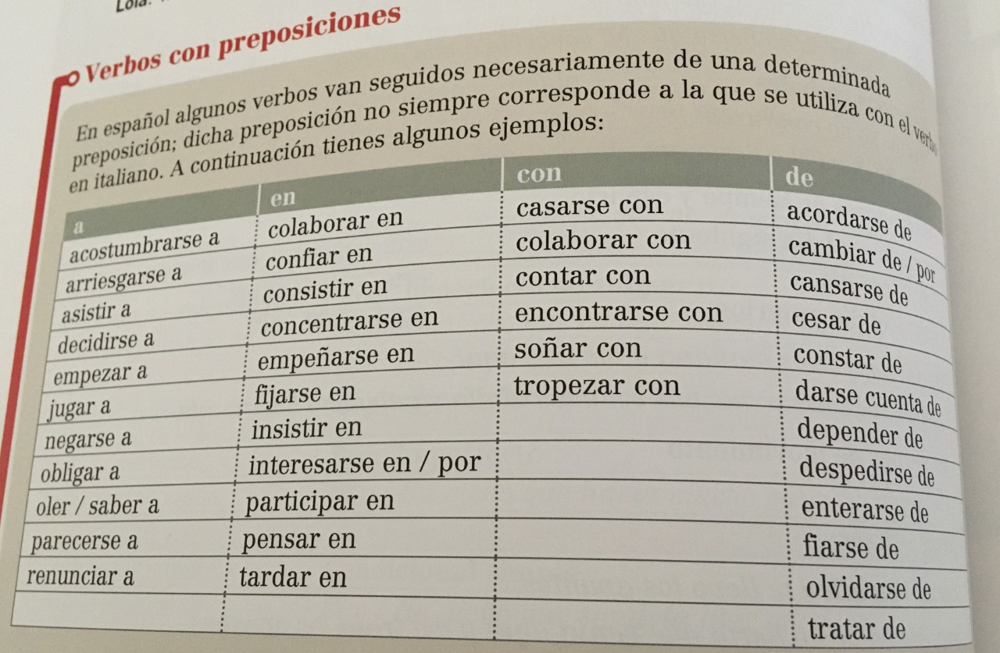 Lola:
Verbos con preposiciones
En español algunos verbos van seguidos necesariamente de una determinada
preposición; dicha preposición no siempre corresponde a la que se utiliza con el verbo
en italiano. A continuación tienes algunos ejemplos:
a en con de
acostumbrarse a colaborar en casarse con acordarse de
arriesgarse a confiar en colaborar con cambiar de / por
asistir a consistir en contar con cansarse de
decidirse a concentrarse en encontrarse con cesar de
empezar a empeñarse en soñar con constar de
jugar a fijarse en tropezar con darse cuenta de
negarse a insistir en depender de
obligar a interesarse en / por despedirse de
oler / saber a participar en enterarse de
parecerse a pensar en fiarse de
renunciar a tardar en olvidarse de
tratar de